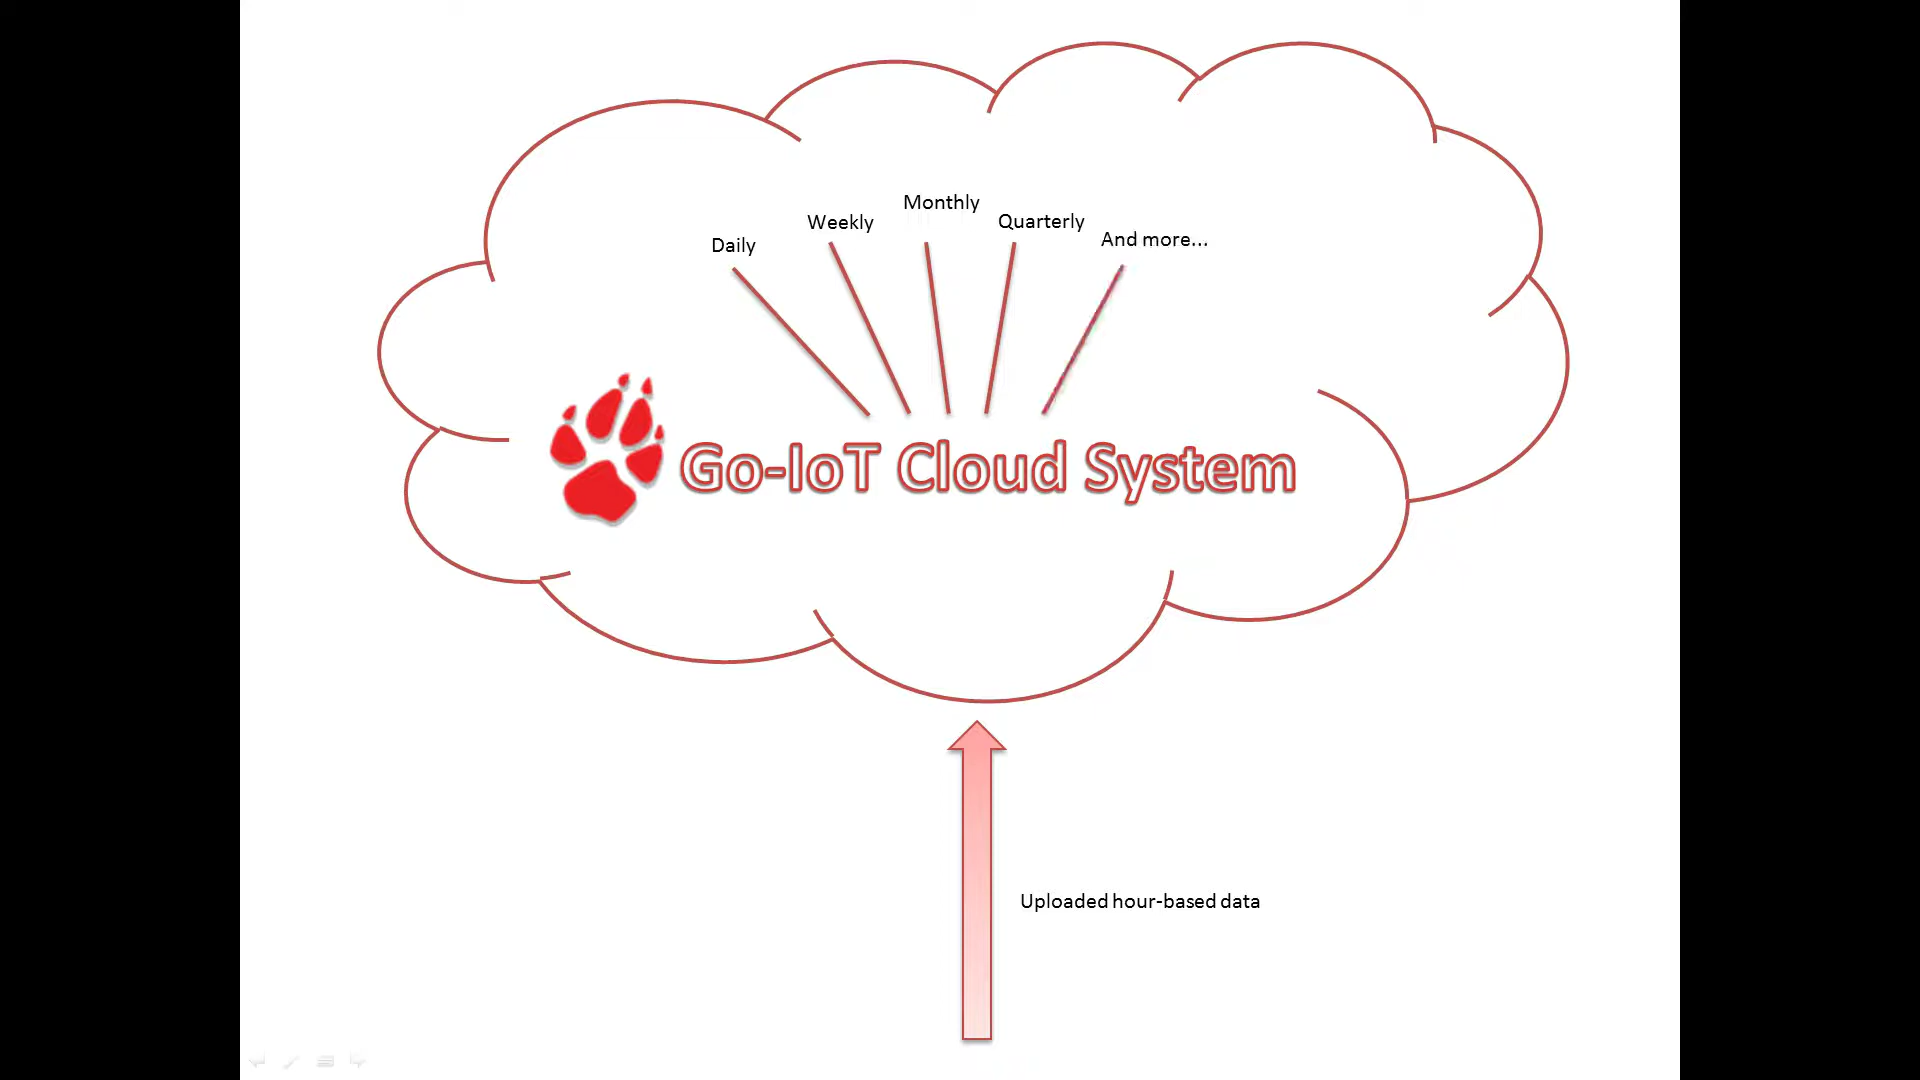 Monthly
Weekly
Quarterly
Daily
And more...
Go-IoT Cloud System
Uploaded hour-based data